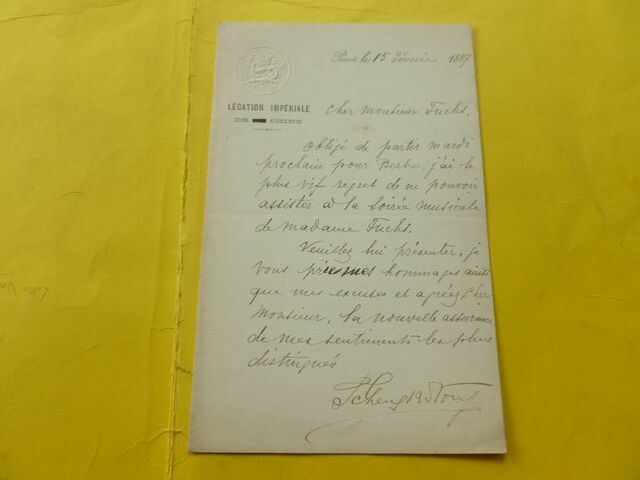 Paris, le 15 Février 1887
LÉGATION IMPÉRIALE
DE CHINE
Cher Monsieur Fuchs,
Obligé de partir mardi
prochain pour Berlin, j'ai le
plus vif regret de ne pouvoir
assister à la soirée musicale
de Madame Fuchs.
Veuillez lui présenter, je
vous prie mes hommages ainsi
que mes excuses et agréez, Cher
Monsieur, la nouvelle assurance
de mes sentiments les plus
distingués
Tcheng Ki Tong